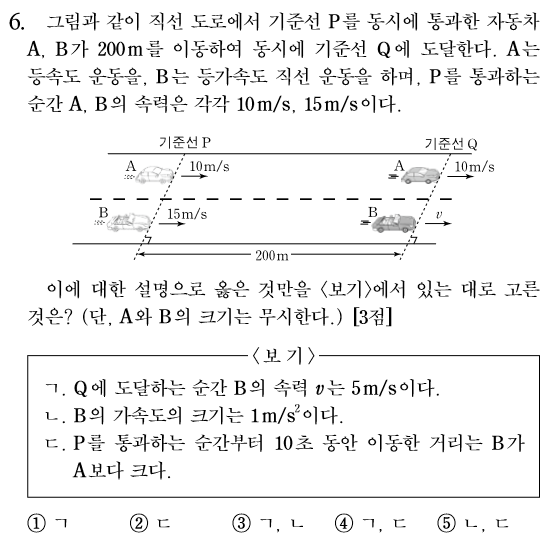 6. 그림과 같이 직선 도로에서 기준선 P를 동시에 통과한 자동차
A, B가 200m를 이동하여 동시에 기준선 Q에 도달한다. A는
등속도 운동을, B는 등가속도 직선 운동을 하며, P를 통과하는
순간 A, B의 속력은 각각 10m/s, 15m/s이다.
기준선 P 기준선 Q
A 10m/s A 10m/s
B 15m/s B v
200m
이에 대한 설명으로 옳은 것만을 <보기>에서 있는 대로 고른
것은? (단, A와 B의 크기는 무시한다.) [3점]
<보 기>
ㄱ. Q에 도달하는 순간 B의 속력 v는 5m/s이다.
ㄴ. B의 가속도의 크기는 1m/s²이다.
ㄷ. P를 통과하는 순간부터 10초 동안 이동한 거리는 B가
A보다 크다.
① ㄱ ② ㄷ ③ ㄱ, ㄴ ④ ㄱ, ㄷ ⑤ ㄴ, ㄷ